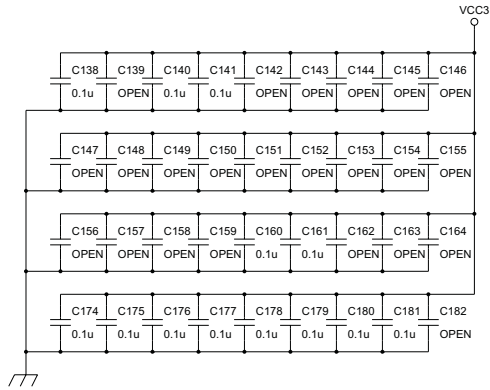 VCC3
C138 C139 C140 C141 C142 C143 C144 C145 C146
0.1u OPEN 0.1u 0.1u OPEN OPEN OPEN OPEN OPEN
C147 C148 C149 C150 C151 C152 C153 C154 C155
OPEN OPEN OPEN OPEN OPEN OPEN OPEN OPEN OPEN
C156 C157 C158 C159 C160 C161 C162 C163 C164
OPEN OPEN OPEN OPEN 0.1u 0.1u OPEN OPEN OPEN
C174 C175 C176 C177 C178 C179 C180 C181 C182
0.1u 0.1u 0.1u 0.1u 0.1u 0.1u 0.1u 0.1u OPEN